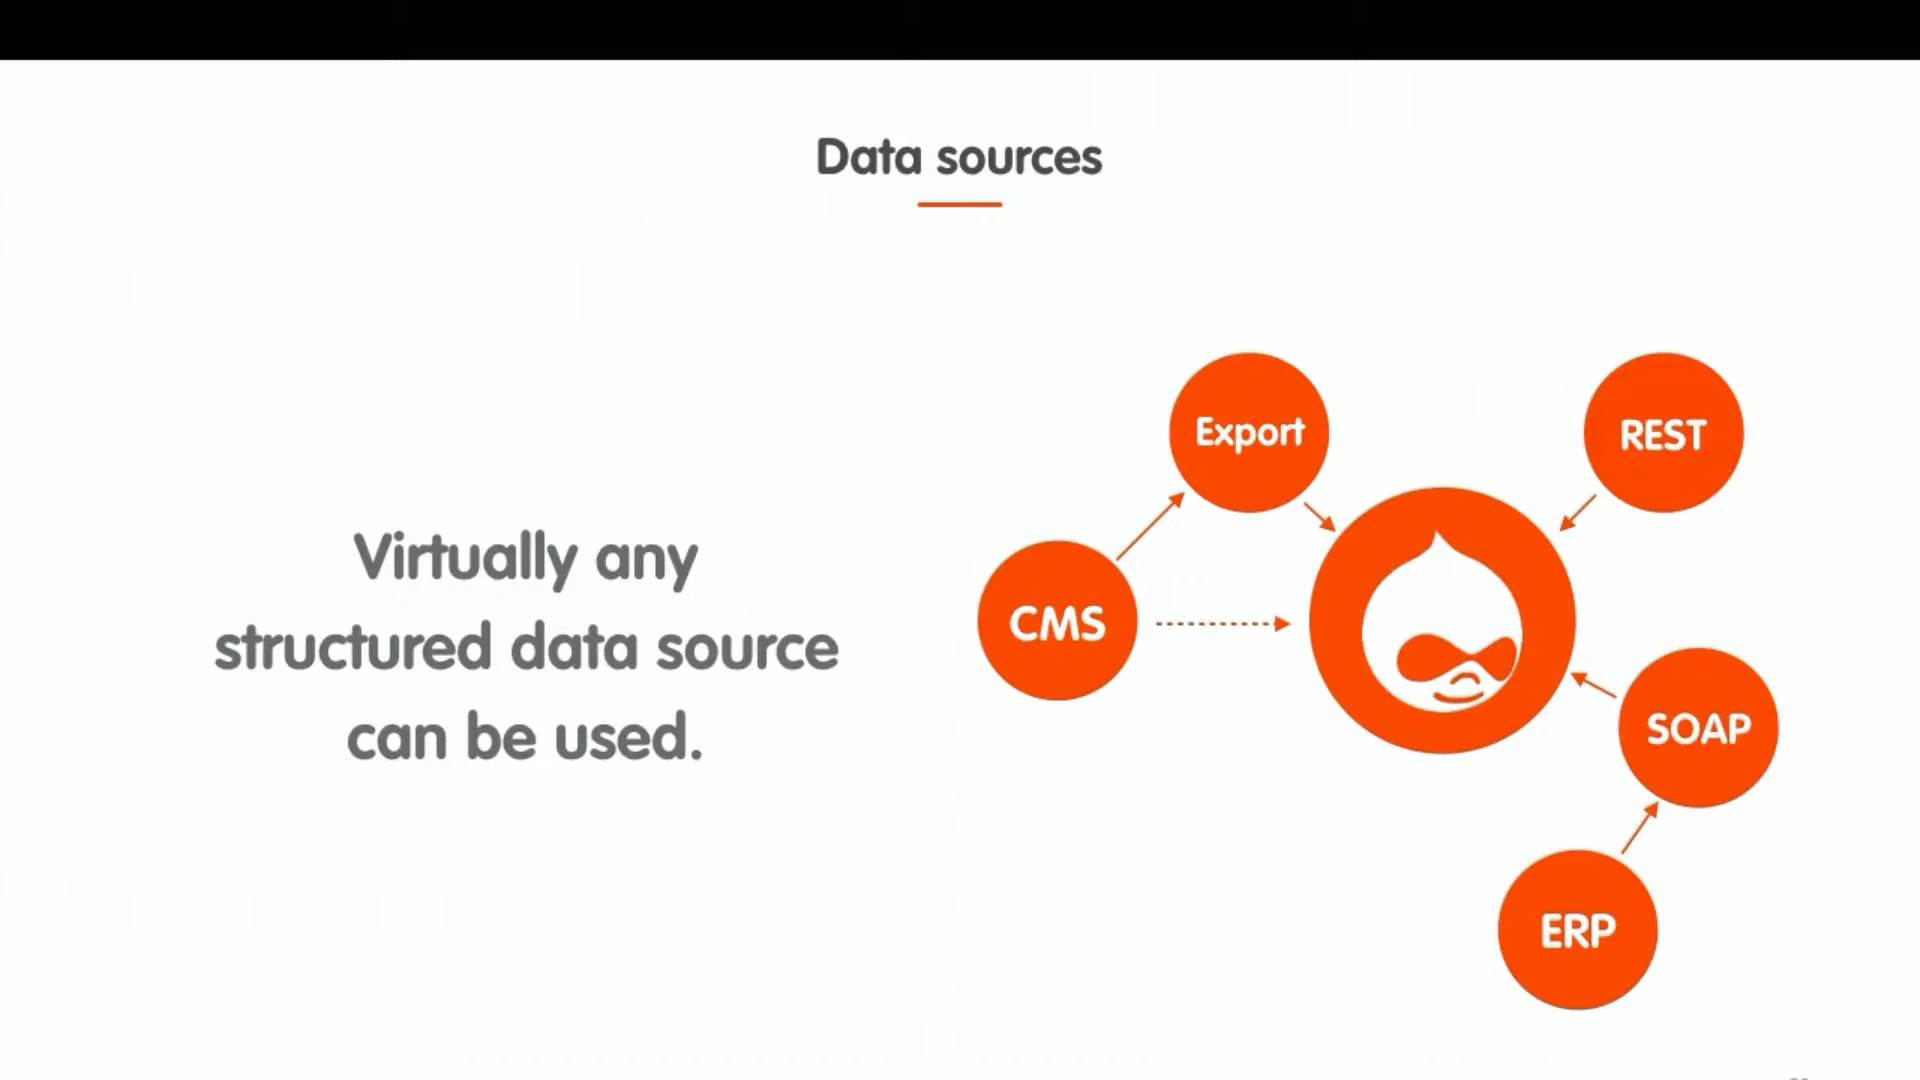 Data sources
Virtually any
structured data source
can be used.
Export
REST
CMS
SOAP
ERP